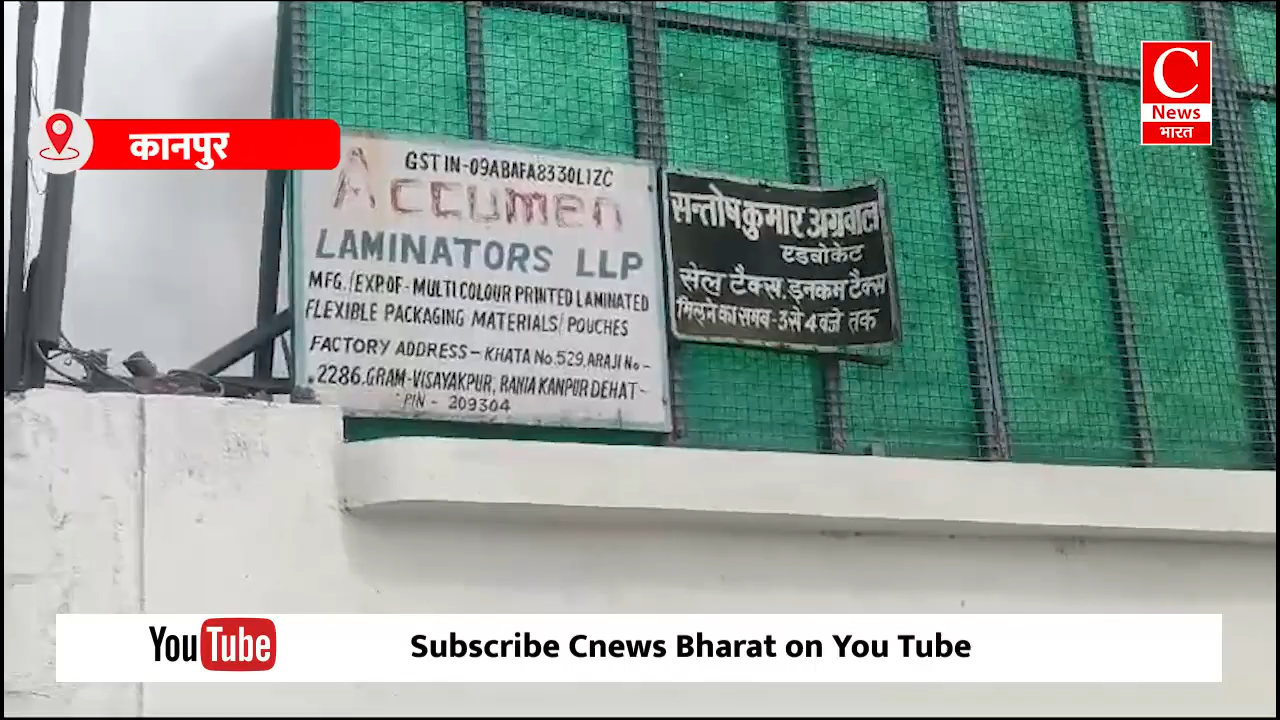 कानपुर
C
News
भारत
GST IN-09ABAFA8330L1ZC
Accumen
LAMINATORS LLP
MFG./EXP.OF- MULTI COLOUR PRINTED LAMINATED
FLEXIBLE PACKAGING MATERIALS/ POUCHES
FACTORY ADDRESS - KHATA No.529, ARAJI No-
2286.GRAM-VISAYAKPUR, RANIA KANPUR DEHAT-
PIN - 209304
सन्तोष कुमार अग्रवाल
एडवोकेट
सेल टैक्स, इनकम टैक्स
मिलने का समय-3 से 4 बजे तक
YouTube
Subscribe Cnews Bharat on You Tube